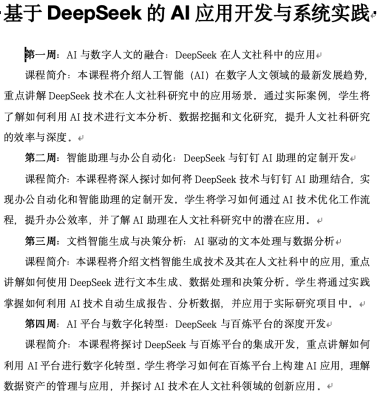 基于 DeepSeek 的 AI 应用开发与系统实践
第一周：AI 与数字人文的融合：DeepSeek 在人文社科中的应用
课程简介：本课程将介绍人工智能（AI）在数字人文领域的最新发展趋势，
重点讲解 DeepSeek 技术在人文社科研究中的应用场景。通过实际案例，学生将
了解如何利用 AI 技术进行文本分析、数据挖掘和文化研究，提升人文社科研究
的效率与深度。
第二周：智能助理与办公自动化：DeepSeek 与钉钉 AI 助理的定制开发
课程简介：本课程将深入探讨如何将 DeepSeek 技术与钉钉 AI 助理结合，实
现办公自动化和智能助理的定制开发。学生将学习如何通过 AI 技术优化工作流
程，提升办公效率，并了解 AI 助理在人文社科研究中的潜在应用。
第三周：文档智能生成与决策分析：AI 驱动的文本处理与数据分析
课程简介：本课程将介绍文档智能生成技术及其在人文社科中的应用，重点
讲解如何使用 DeepSeek 进行文本生成、数据处理和决策分析。学生将通过实践
掌握如何利用 AI 技术自动生成报告、分析数据，并应用于实际研究项目中。
第四周：AI 平台与数字化转型：DeepSeek 与百炼平台的深度开发
课程简介：本课程将探讨 DeepSeek 与百炼平台的集成开发，重点讲解如何
利用 AI 平台进行数字化转型。学生将学习如何在百炼平台上构建 AI 应用，理解
数据资产的管理与应用，并探讨 AI 技术在人文社科领域的创新应用。